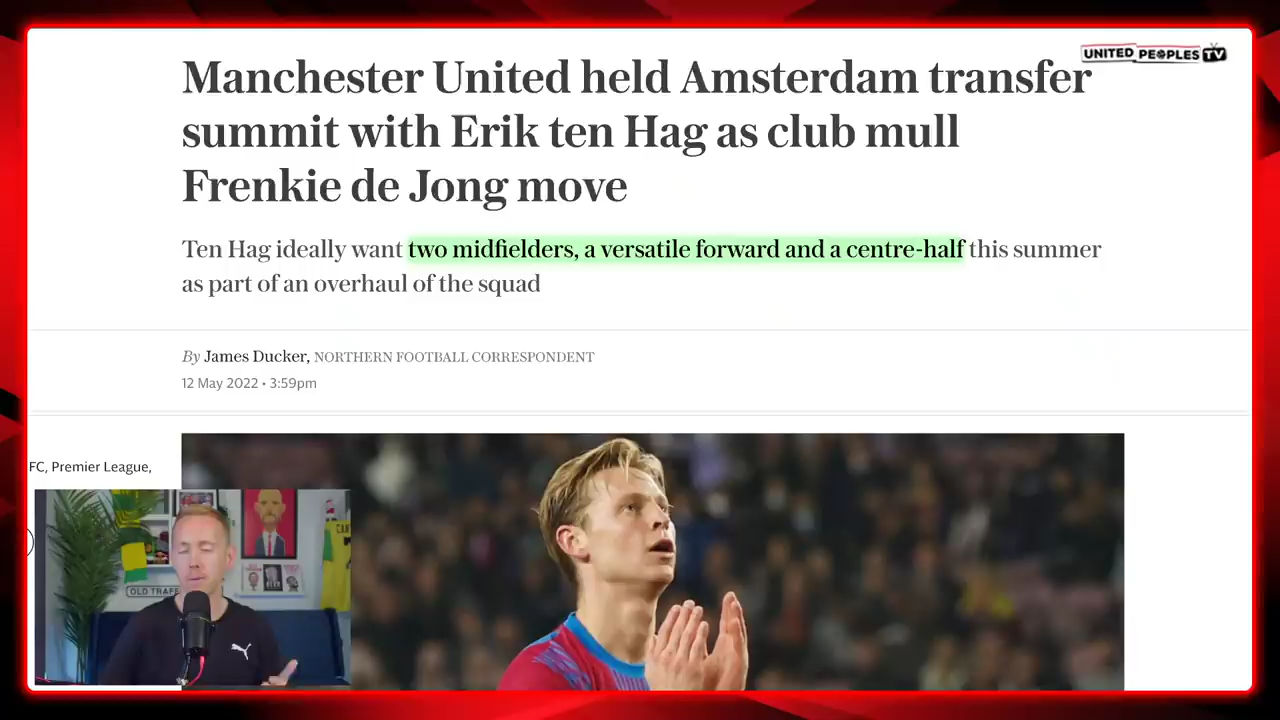 UNITED PEOPLES TV
Manchester United held Amsterdam transfer
summit with Erik ten Hag as club mull
Frenkie de Jong move
Ten Hag ideally want two midfielders, a versatile forward and a centre-half this summer
as part of an overhaul of the squad
By James Ducker, NORTHERN FOOTBALL CORRESPONDENT
12 May 2022 • 3:59pm
FC, Premier League,
OLD TRAFF